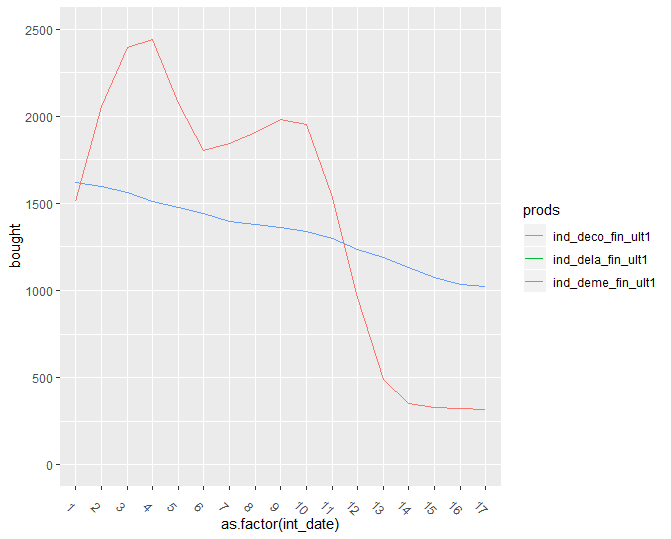 2500
2000
1500
1000
500
0
bought
1 2 3 4 5 6 7 8 9 10 11 12 13 14 15 16 17
as.factor(int_date)
prods
ind_deco_fin_ult1
ind_dela_fin_ult1
ind_deme_fin_ult1